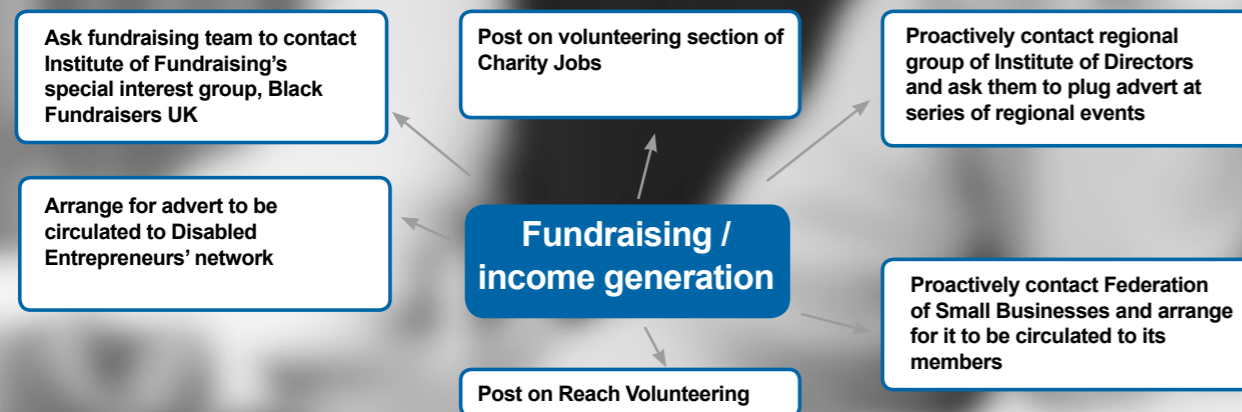 Ask fundraising team to contact
Institute of Fundraising’s
special interest group, Black
Fundraisers UK
Post on volunteering section of
Charity Jobs
Proactively contact regional
group of Institute of Directors
and ask them to plug advert at
series of regional events
Arrange for advert to be
circulated to Disabled
Entrepreneurs’ network
Fundraising /
income generation
Proactively contact Federation
of Small Businesses and arrange
for it to be circulated to its
members
Post on Reach Volunteering